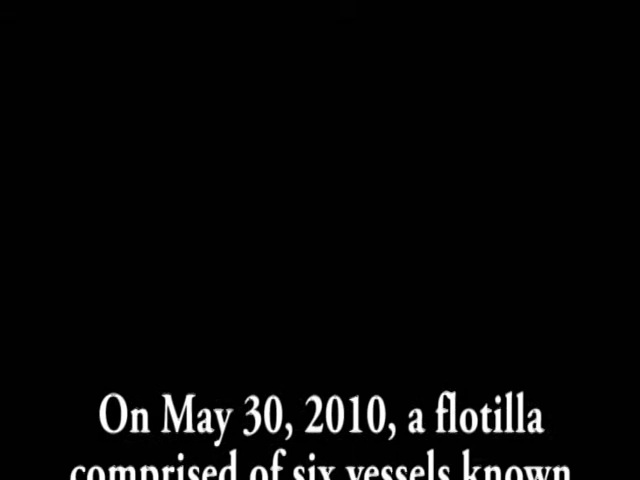 On May 30, 2010, a flotilla
comprised of six vessels known